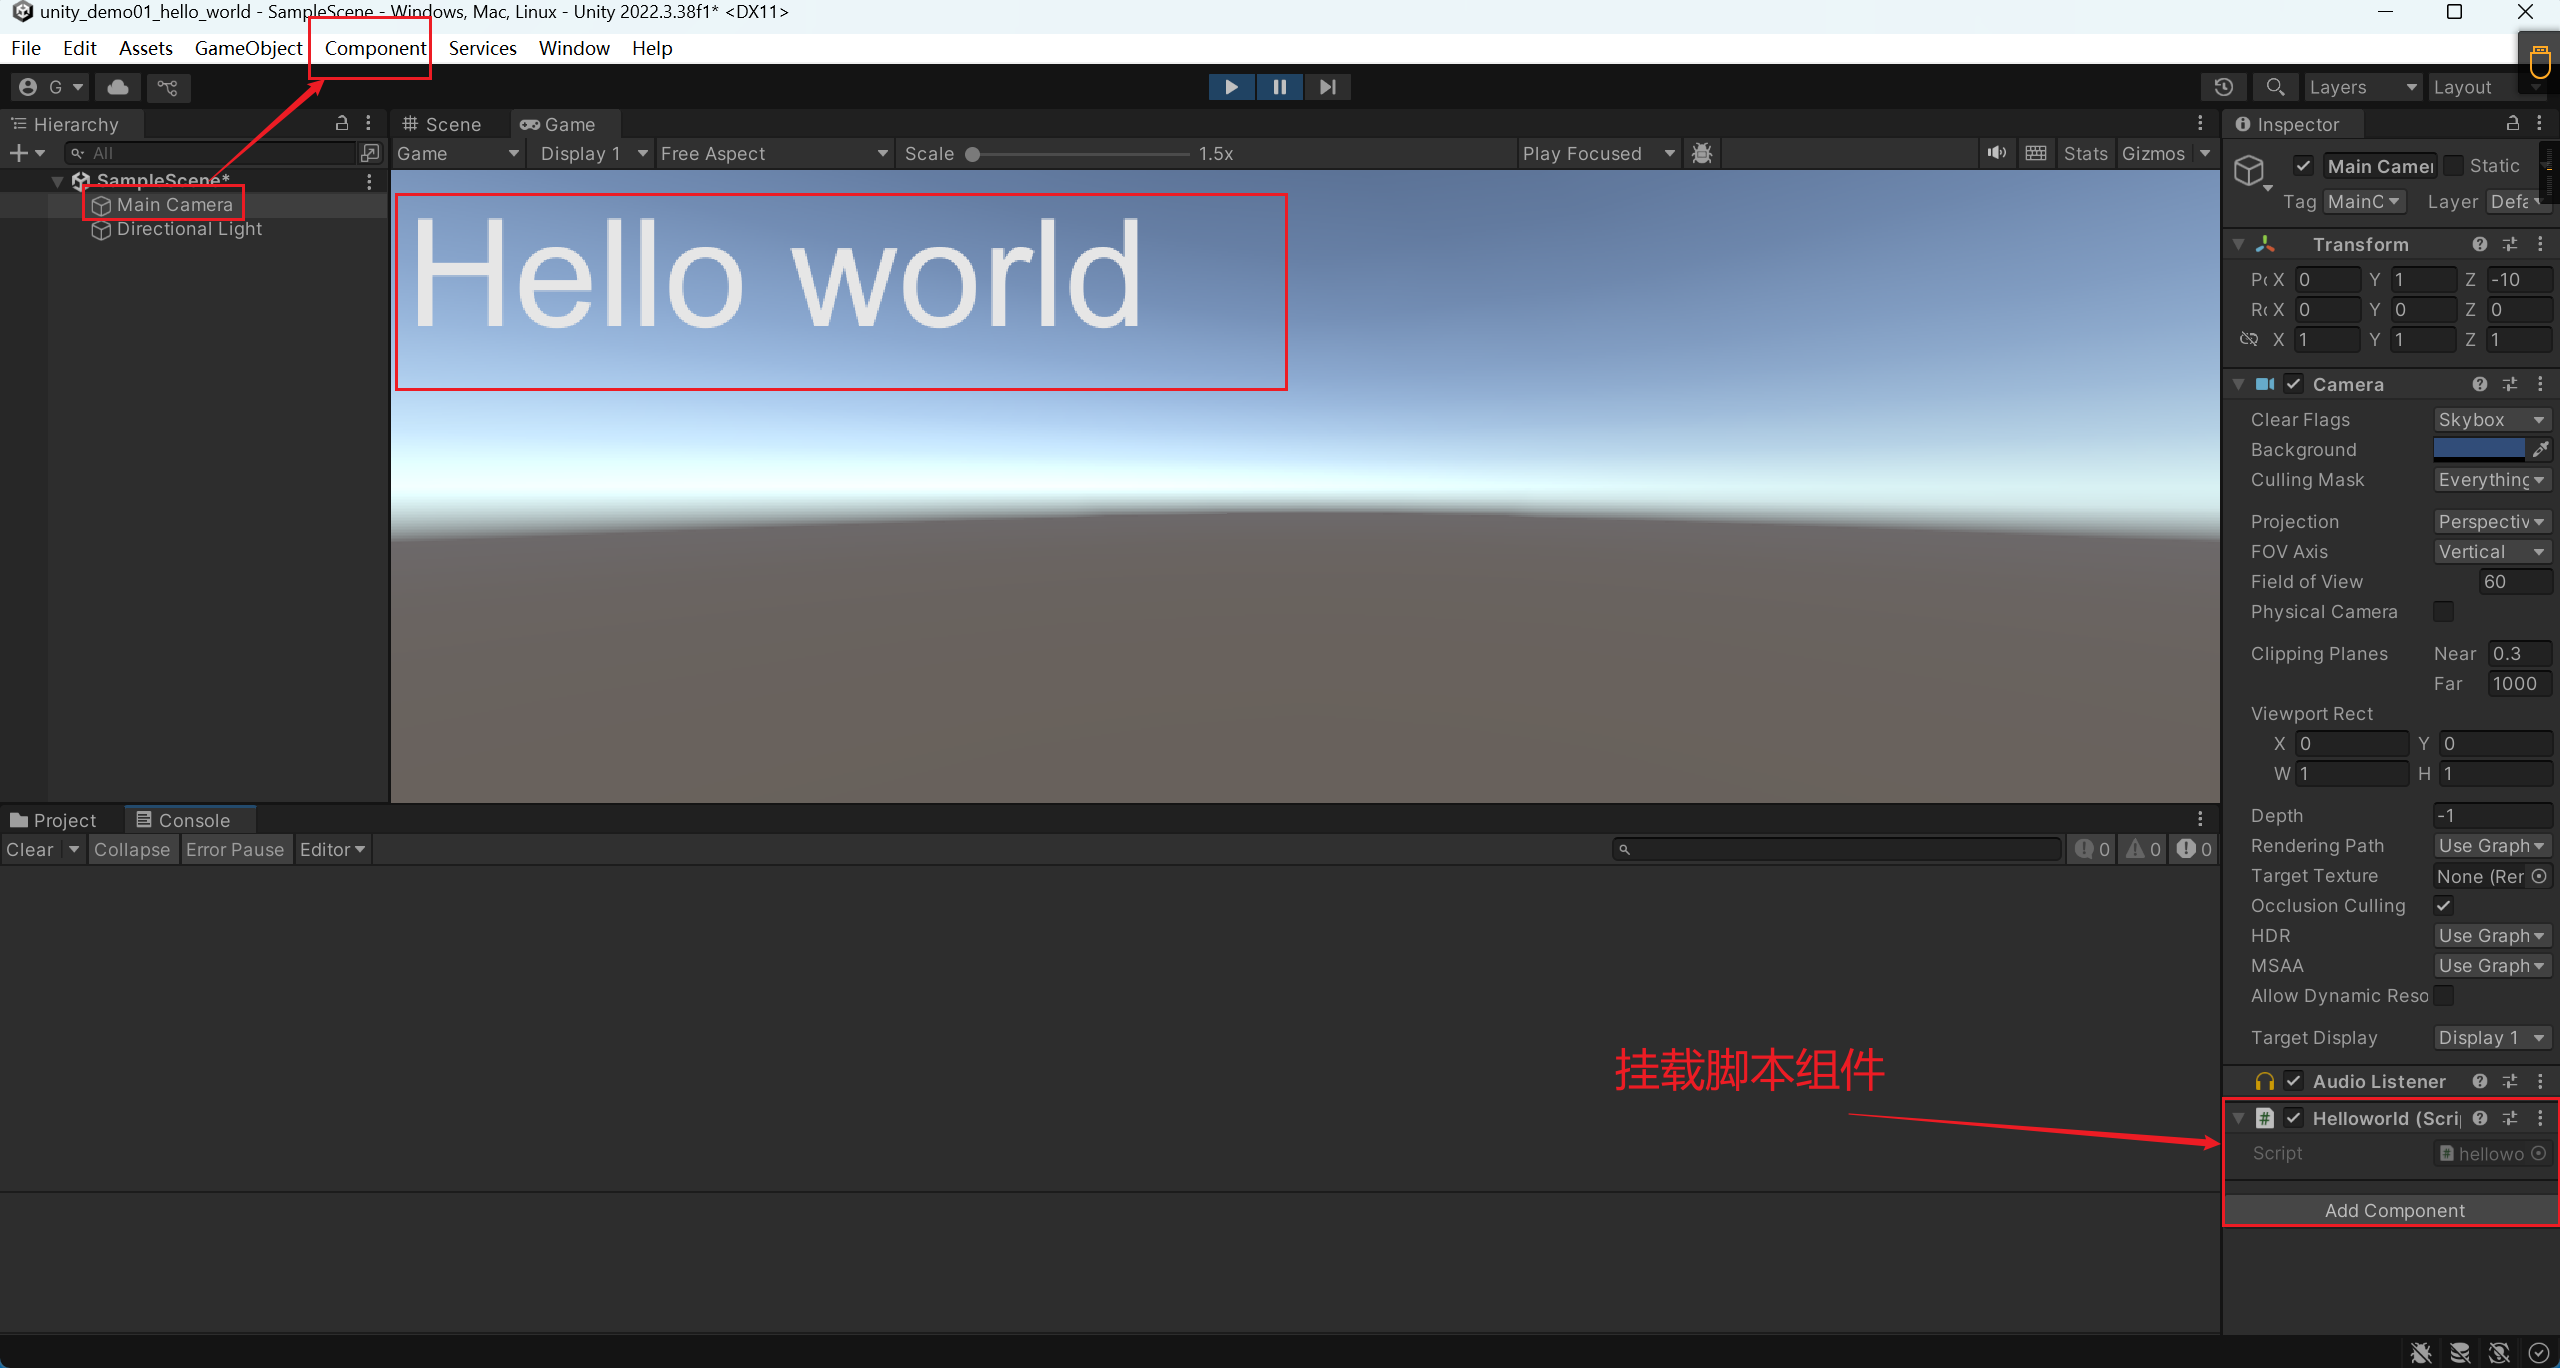 unity_demo01_hello_world - SampleScene - Windows, Mac, Linux - Unity 2022.3.38f1* <DX11>
File Edit Assets GameObject Component Services Window Help
G Layers Layout
Hierarchy
All
SampleScene*
Main Camera
Directional Light
Scene Game
Game Display 1 Free Aspect Scale 1.5x Play Focused Stats Gizmos
Hello world
Project Console
Clear Collapse Error Pause Editor 0 0 0
挂载脚本组件
Inspector
Main Camer Static
Tag MainC Layer Defa
Transform
X 0 Y 1 Z -10
X 0 Y 0 Z 0
X 1 Y 1 Z 1
Camera
Clear Flags Skybox
Background
Culling Mask Everything
Projection Perspectiv
FOV Axis Vertical
Field of View 60
Physical Camera
Clipping Planes Near 0.3
Far 1000
Viewport Rect
X 0 Y 0
W 1 H 1
Depth -1
Rendering Path Use Graph
Target Texture None (Rer
Occlusion Culling
HDR Use Graph
MSAA Use Graph
Allow Dynamic Reso
Target Display Display 1
Audio Listener
Helloworld (Scrip
Script hellowo
Add Component